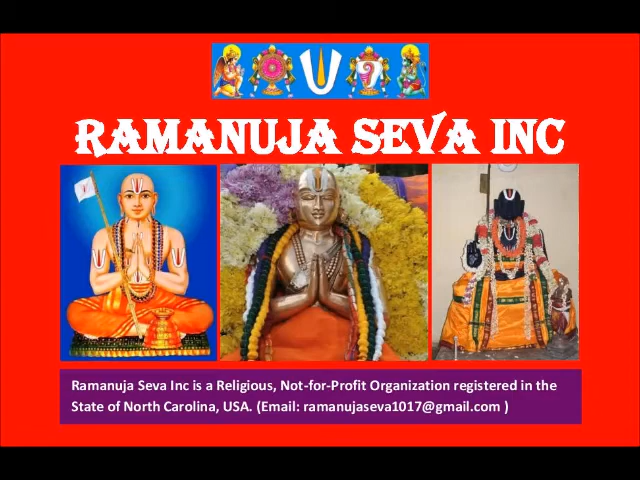 RAMANUJA SEVA INC
Ramanuja Seva Inc is a Religious, Not-for-Profit Organization registered in the
State of North Carolina, USA. (Email: ramanujaseva1017@gmail.com )